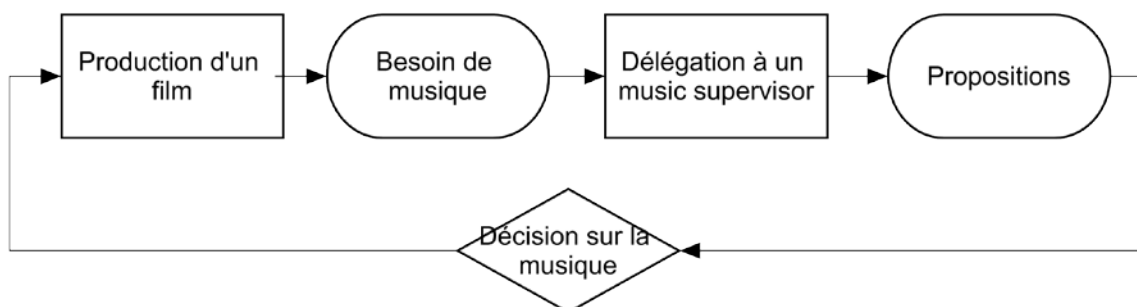 Production d'un
film
Besoin de
musique
Délégation à un
music supervisor
Propositions
Décision sur la
musique